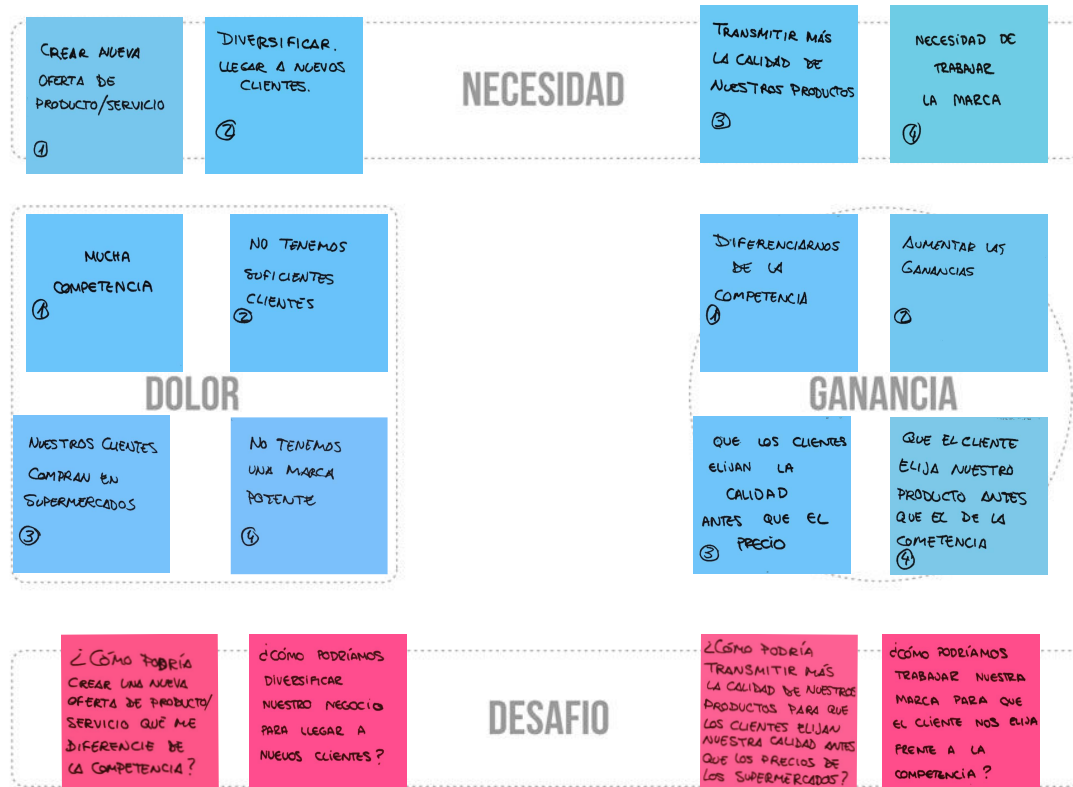 CREAR NUEVA
OFERTA DE
PRODUCTO/SERVICIO
1
DIVERSIFICAR.
LLEGAR A NUEVOS
CLIENTES.
2
NECESIDAD
TRANSMITIR MÁS
LA CALIDAD DE
NUESTROS PRODUCTOS
3
NECESIDAD DE
TRABAJAR
LA MARCA
4
MUCHA
COMPETENCIA
1
NO TENEMOS
SUFICIENTES
CLIENTES
2
DOLOR
NUESTROS CLIENTES
COMPRAN EN
SUPERMERCADOS
3
NO TENEMOS
UNA MARCA
POTENTE
4
DIFERENCIARNOS
DE LA
COMPETENCIA
1
AUMENTAR LAS
GANANCIAS
2
GANANCIA
QUE LOS CLIENTES
ELIJAN LA
CALIDAD
ANTES QUE EL
PRECIO
3
QUE EL CLIENTE
ELIJA NUESTRO
PRODUCTO ANTES
QUE EL DE LA
COMETENCIA
4
¿CÓMO PODRÍA
CREAR UNA NUEVA
OFERTA DE PRODUCTO/
SERVICIO QUE ME
DIFERENCIE DE
LA COMPETENCIA?
¿CÓMO PODRÍAMOS
DIVERSIFICAR
NUESTRO NEGOCIO
PARA LLEGAR A
NUEVOS CLIENTES?
DESAFIO
¿CÓMO PODRÍA
TRANSMITIR MÁS
LA CALIDAD DE NUESTROS
PRODUCTOS PARA QUE
LOS CLIENTES ELIJAN
NUESTRA CALIDAD ANTES
QUE LOS PRECIOS DE
LOS SUPERMERCADOS?
¿CÓMO PODRÍAMOS
TRABAJAR NUESTRA
MARCA PARA QUE
EL CLIENTE NOS ELIJA
FRENTE A LA
COMPETENCIA?